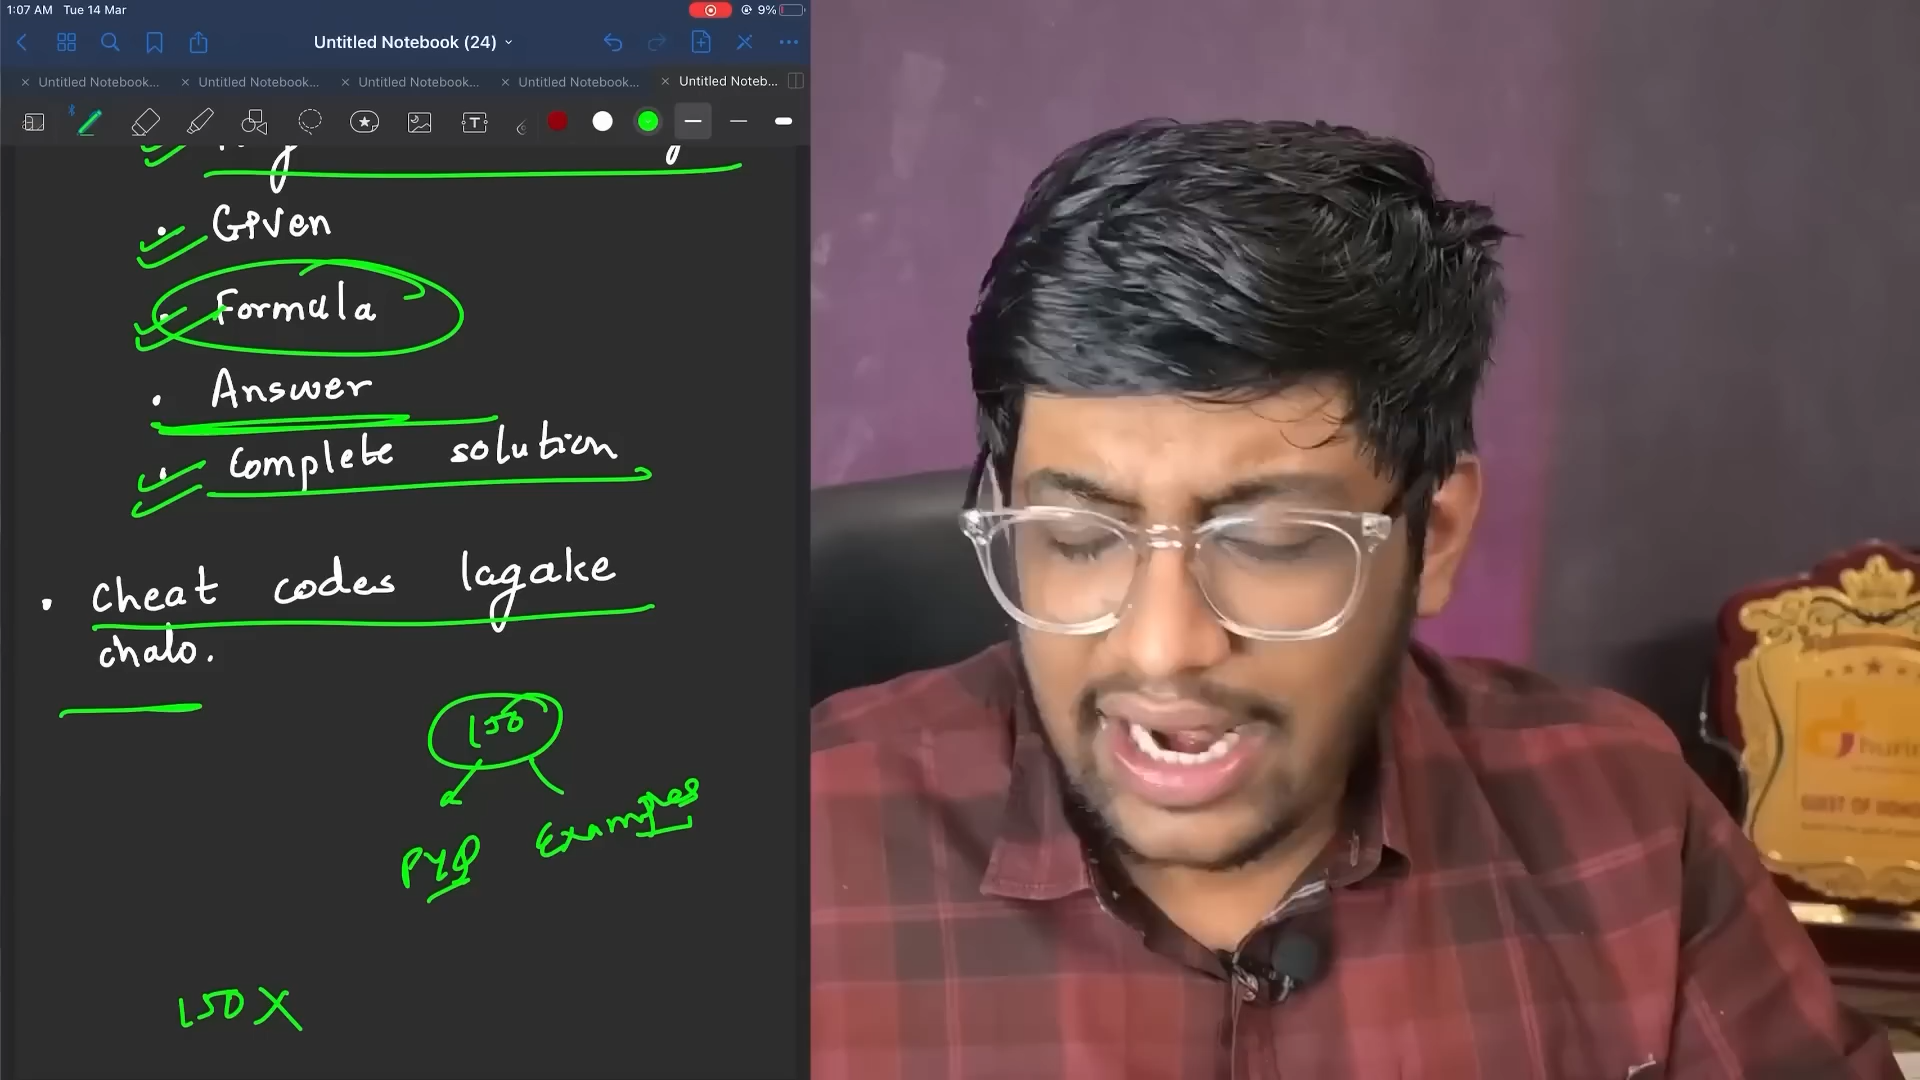 1:07 AM Tue 14 Mar
9%
Untitled Notebook (24)
Untitled Notebook... Untitled Notebook... Untitled Notebook... Untitled Notebook... Untitled Noteb...
T
Given
Formula
Answer
Complete solution
Cheat codes lagake
chalo.
150
PYQ Examples
150 X